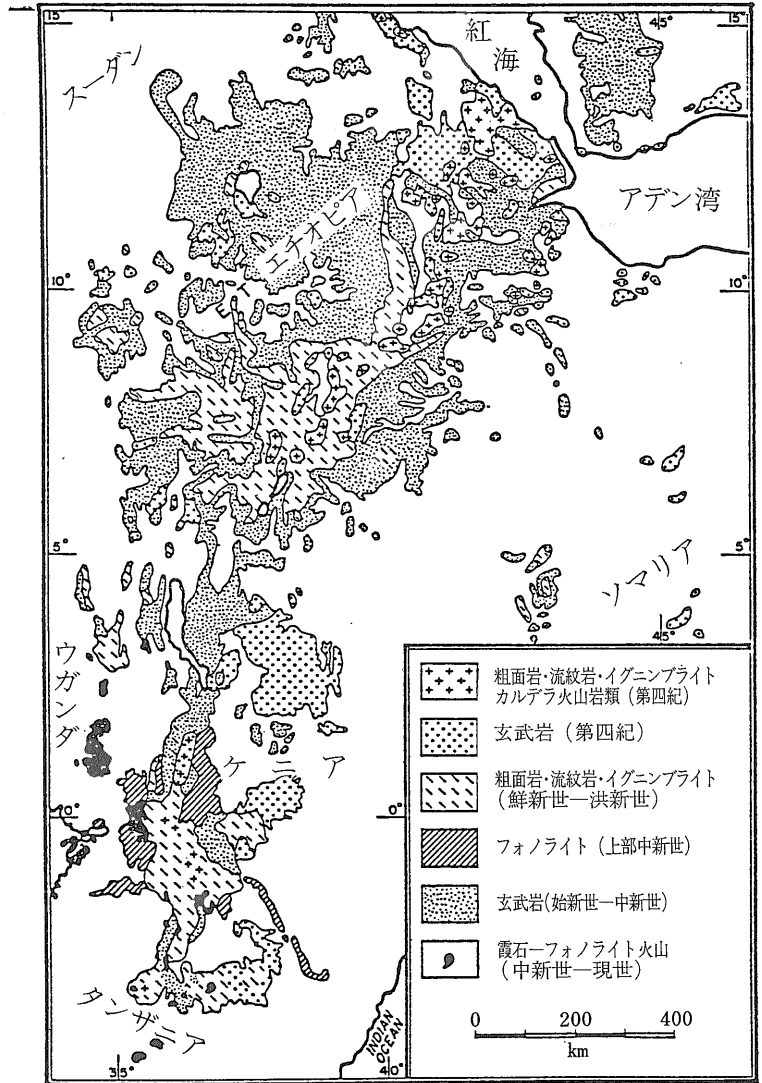 15°
45°
15°
スーダン
紅海
アデン湾
エチオピア
10°
10°
5°
5°
ソマリア
45°
ウガンダ
ケニア
0°
0°
タンザニア
35°
40°
INDIAN
OCEAN
粗面岩・流紋岩・イグニンブライト
カルデラ火山岩類（第四紀）
玄武岩（第四紀）
粗面岩・流紋岩・イグニンブライト
（鮮新世―洪新世）
フォノライト（上部中新世）
玄武岩(始新世―中新世)
霞石―フォノライト火山
（中新世―現世）
0 200 400
km